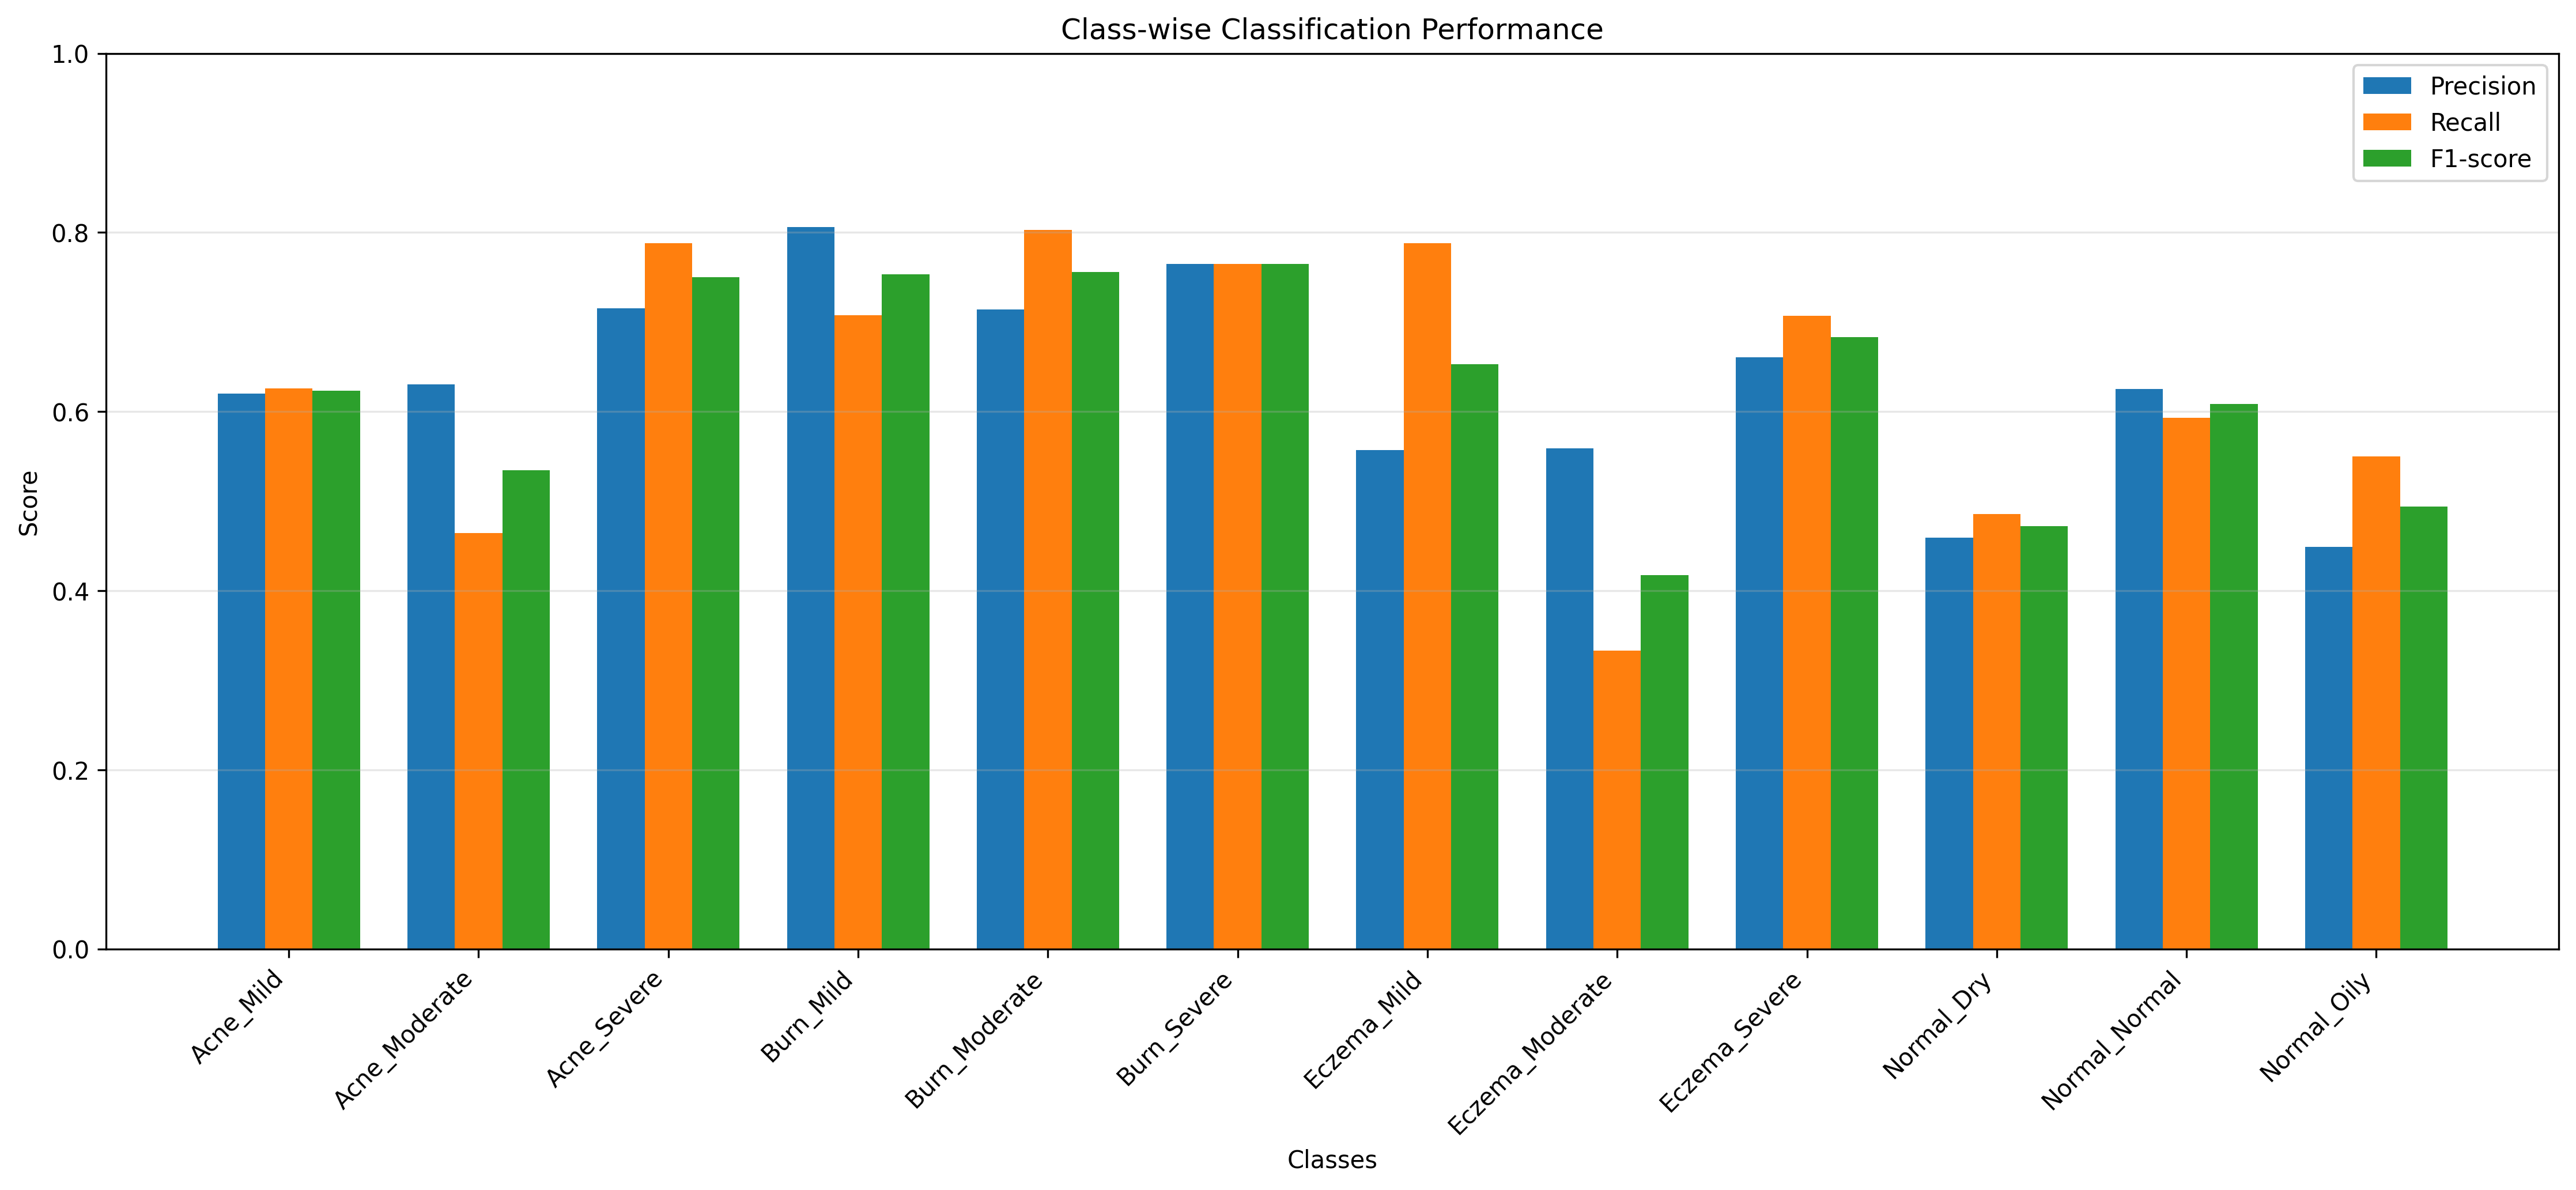 Class-wise Classification Performance
1.0
0.8
0.6
0.4
0.2
0.0
Score
Precision
Recall
F1-score
Acne_Mild
Acne_Moderate
Acne_Severe
Burn_Mild
Burn_Moderate
Burn_Severe
Eczema_Mild
Eczema_Moderate
Eczema_Severe
Normal_Dry
Normal_Normal
Normal_Oily
Classes